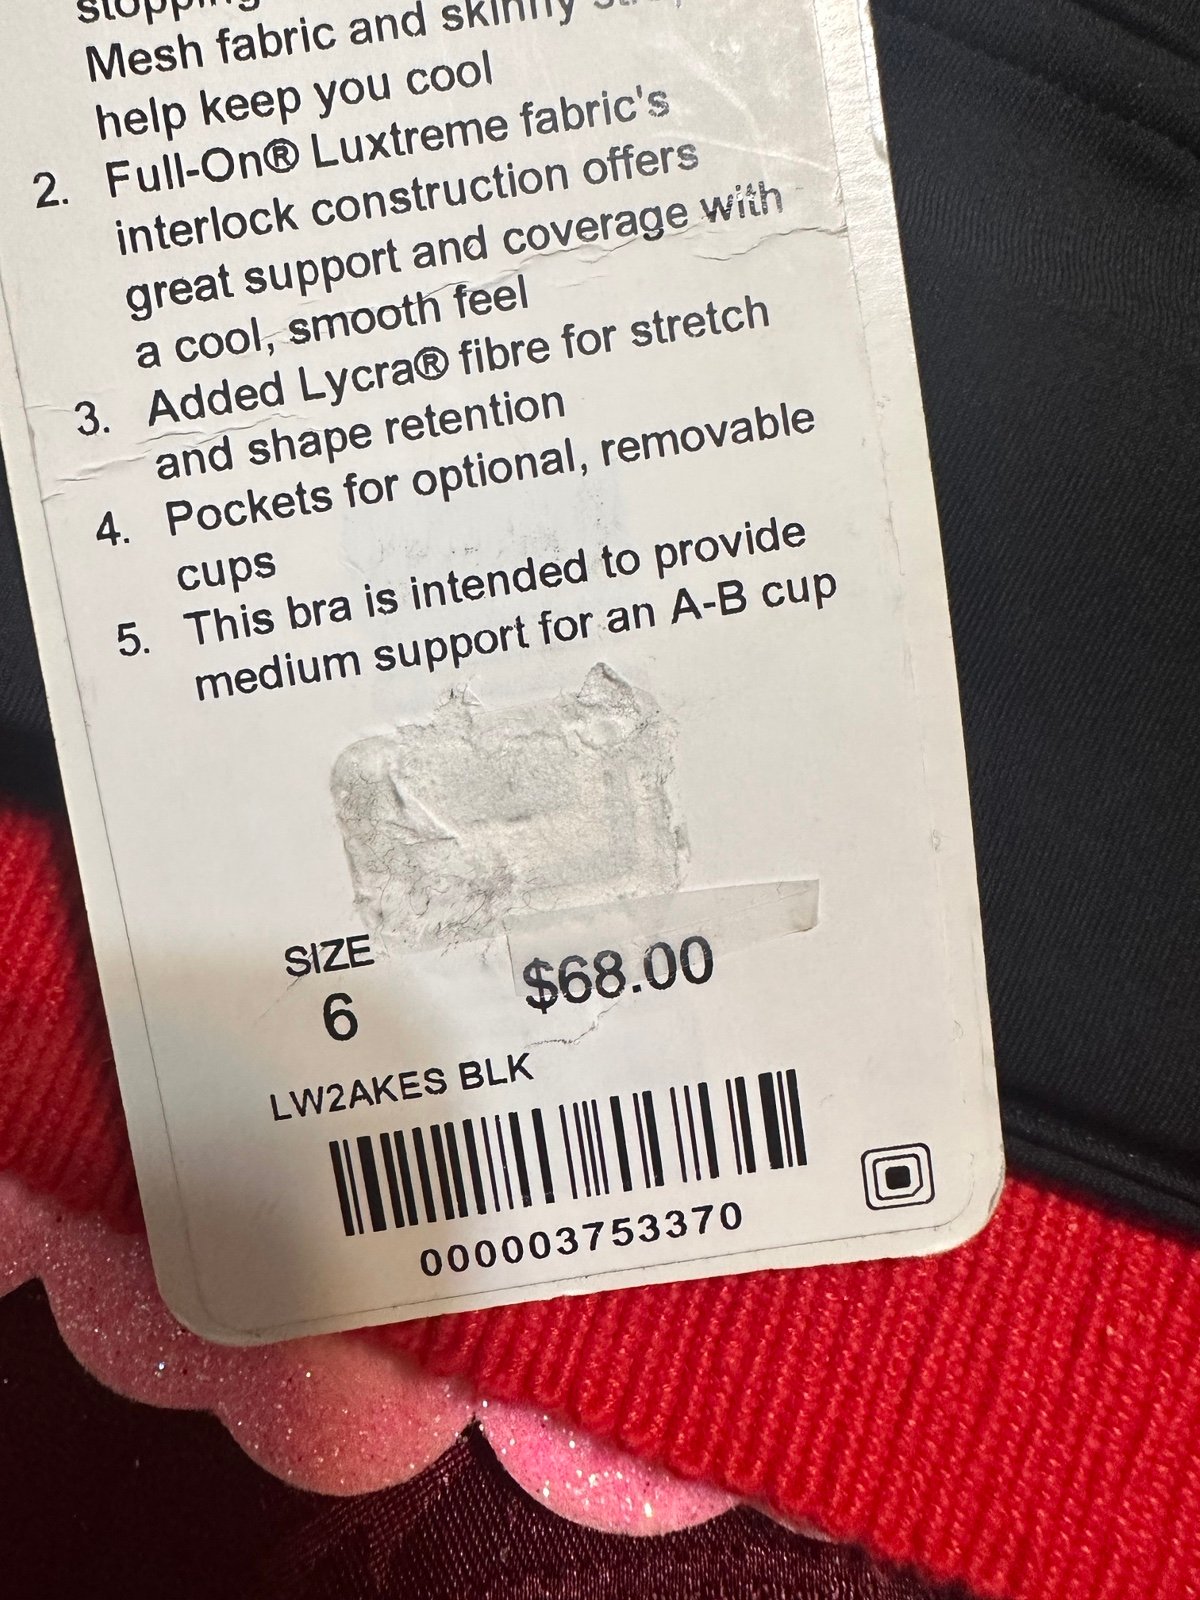 stopping
Mesh fabric and skinny
help keep you cool
2. Full-On® Luxtreme fabric's
interlock construction offers
great support and coverage with
a cool, smooth feel
3. Added Lycra® fibre for stretch
and shape retention
4. Pockets for optional, removable
cups
5. This bra is intended to provide
medium support for an A-B cup
SIZE
6
$68.00
LW2AKES BLK
000003753370